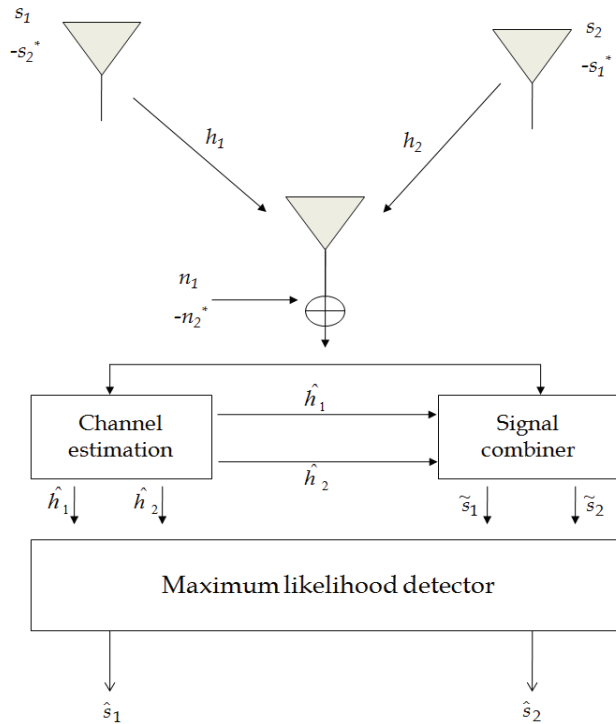 s₁
-s₂*
s₂
-s₁*
h₁
h₂
n₁
-n₂*
Channel estimation
ĥ₁
ĥ₂
Signal combiner
ĥ₁
ĥ₂
s̃₁
s̃₂
Maximum likelihood detector
ŝ₁
ŝ₂